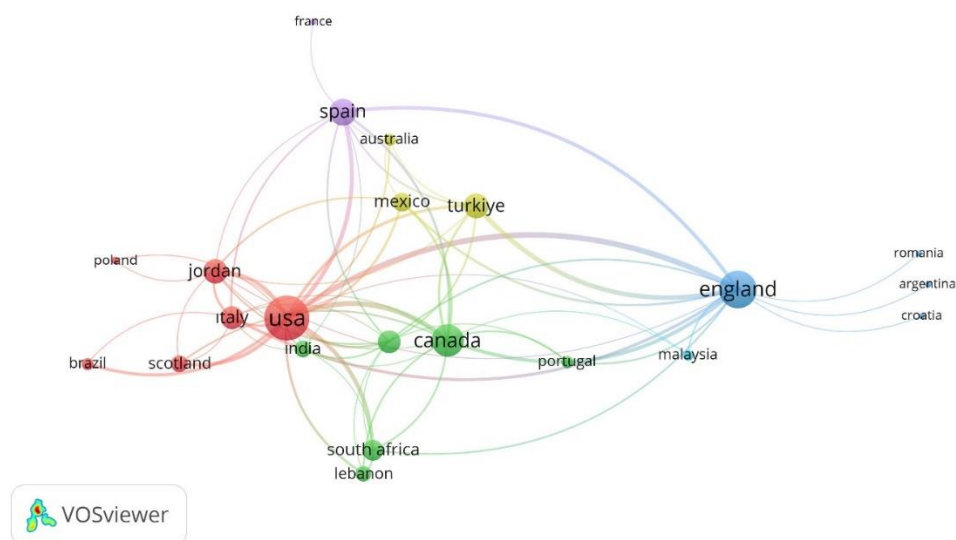 france
spain
australia
mexico
turkiye
poland
jordan
romania
england
argentina
italy
usa
croatia
india
canada
brazil
scotland
portugal
malaysia
south africa
lebanon
VOSviewer